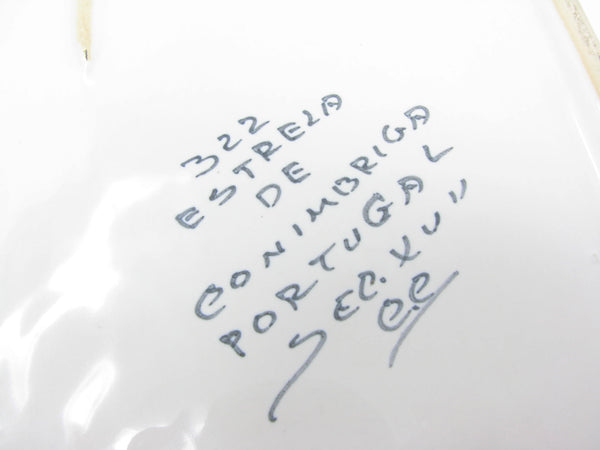 322
ESTRELA
DE
CONIMBRIGA
PORTUGAL
SEC. XVII
C.C